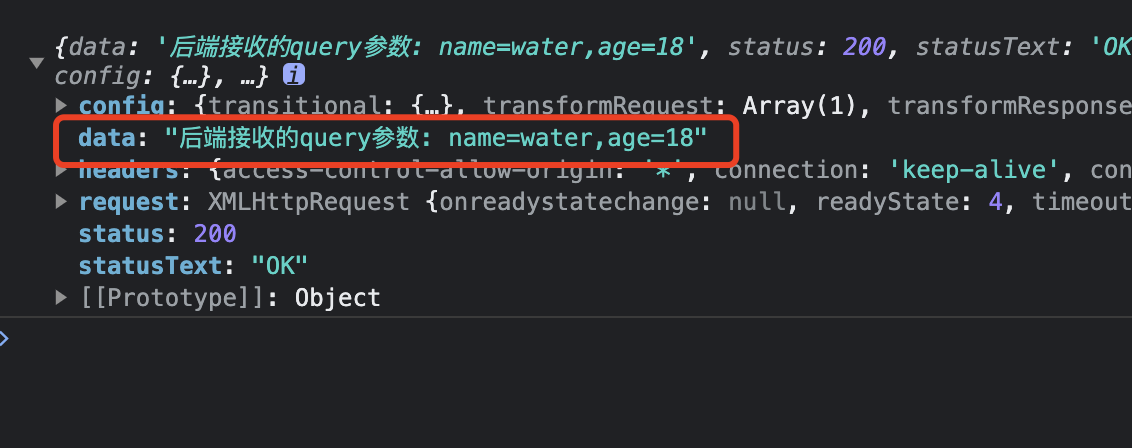 {data: '后端接收的query参数: name=water,age=18', status: 200, statusText: 'OK
config: {…}, …} i
config: {transitional: {…}, transformRequest: Array(1), transformResponse
data: "后端接收的query参数: name=water,age=18"
headers: {access-control-allow-origin: '*', connection: 'keep-alive', con
request: XMLHttpRequest {onreadystatechange: null, readyState: 4, timeout
status: 200
statusText: "OK"
[[Prototype]]: Object